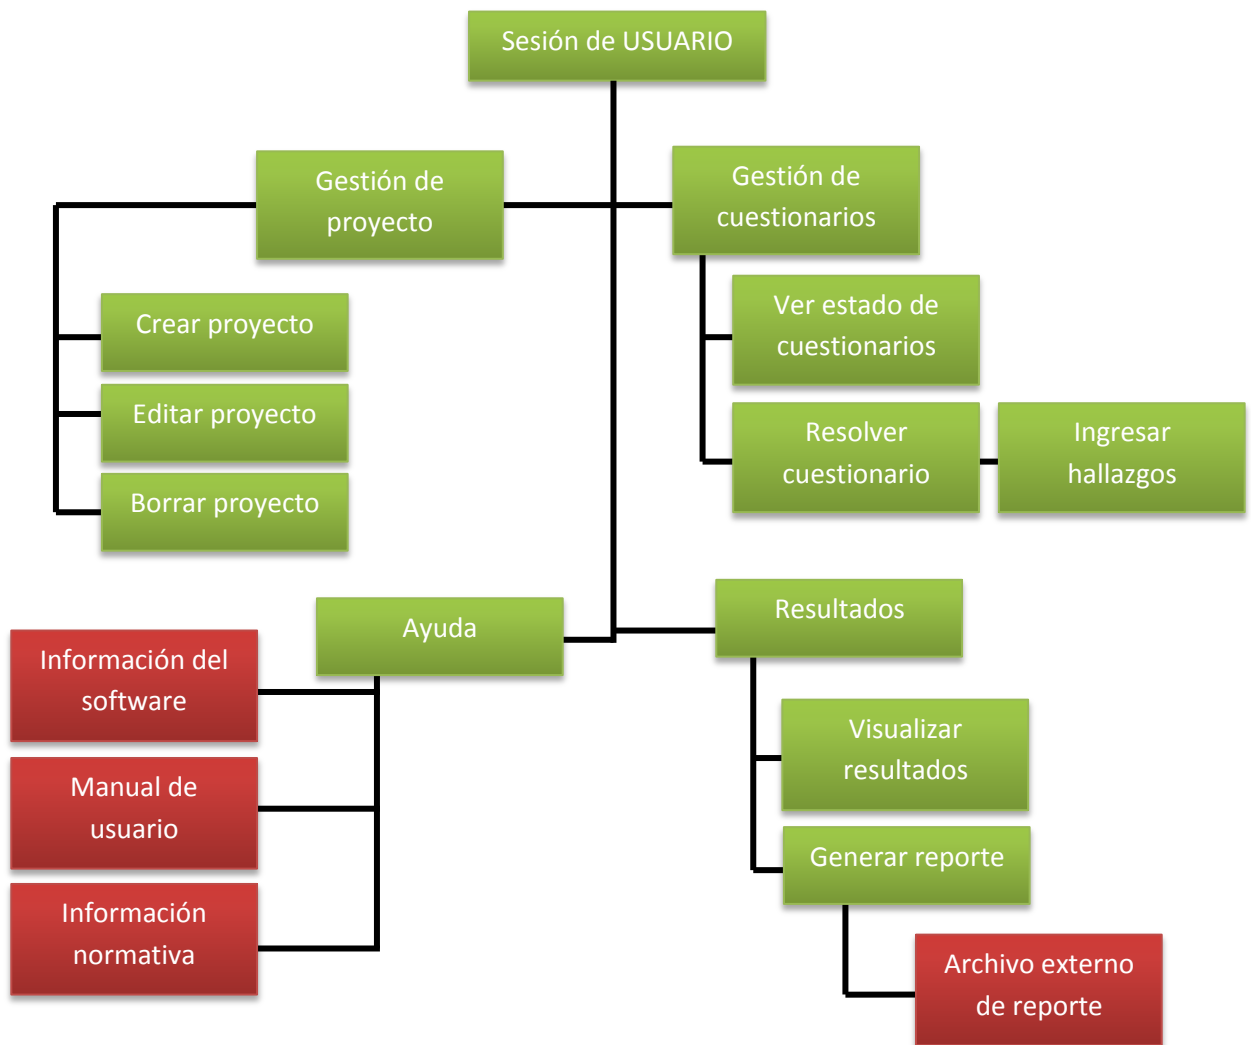 Sesión de USUARIO
Gestión de
proyecto
Crear proyecto
Editar proyecto
Borrar proyecto
Gestión de
cuestionarios
Ver estado de
cuestionarios
Resolver
cuestionario
Ingresar
hallazgos
Ayuda
Información del
software
Manual de
usuario
Información
normativa
Resultados
Visualizar
resultados
Generar reporte
Archivo externo
de reporte